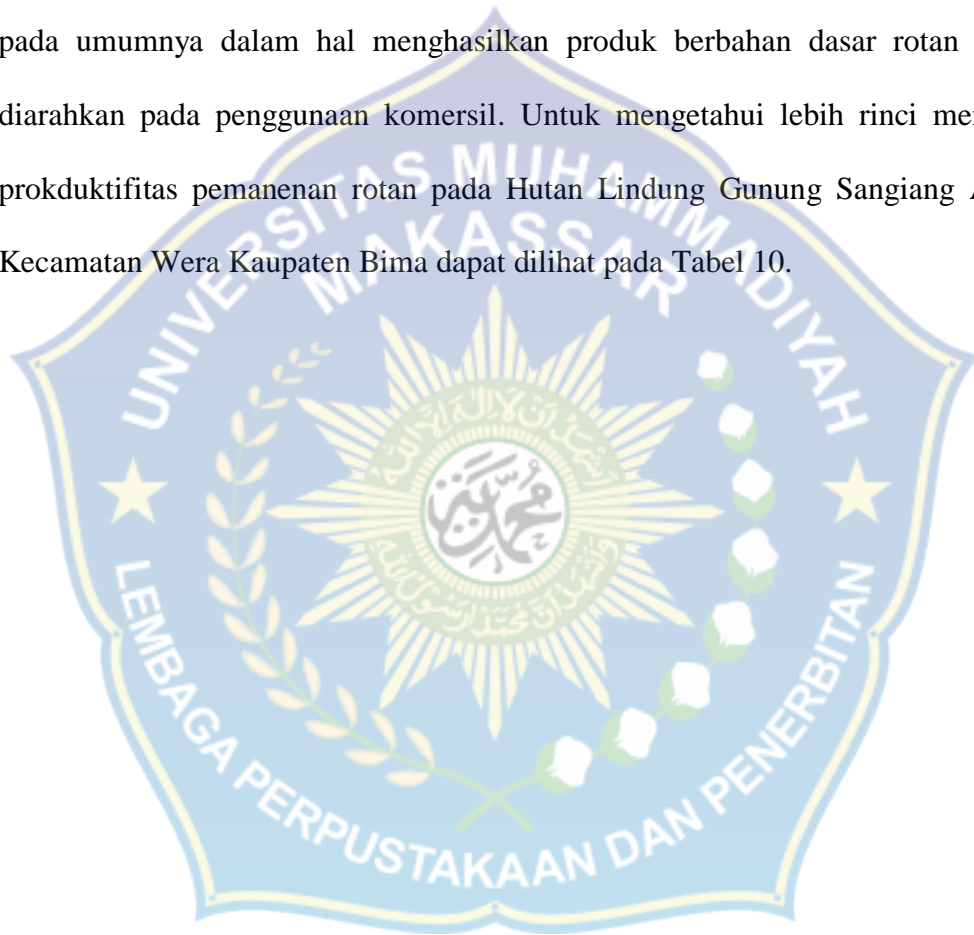 pada umumnya dalam hal menghasilkan produk berbahan dasar rotan
diarahkan pada penggunaan komersil. Untuk mengetahui lebih rinci
prokduktifitas pemanenan rotan pada Hutan Lindung Gunung Sangiang
Kecamatan Wera Kaupaten Bima dapat dilihat pada Tabel 10.
UNIVERSITAS MUHAMMADIYAH
MAKASSAR
LEMBAGA PERPUSTAKAAN DAN PENERBITAN